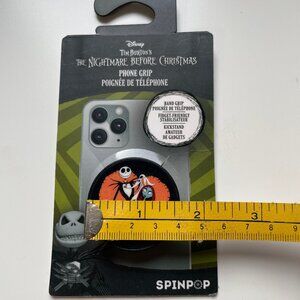 Disney
TIM BURTON'S
THE NIGHTMARE BEFORE CHRISTMAS
PHONE GRIP
POIGNÉE DE TÉLÉPHONE
HAND GRIP
POIGNÉE DE TÉLÉPHONE
FIDGET-FRIENDLY
STABILISATEUR
KICKSTAND
AMATEUR
DE GADGETS
1 2 3
SPINPOP